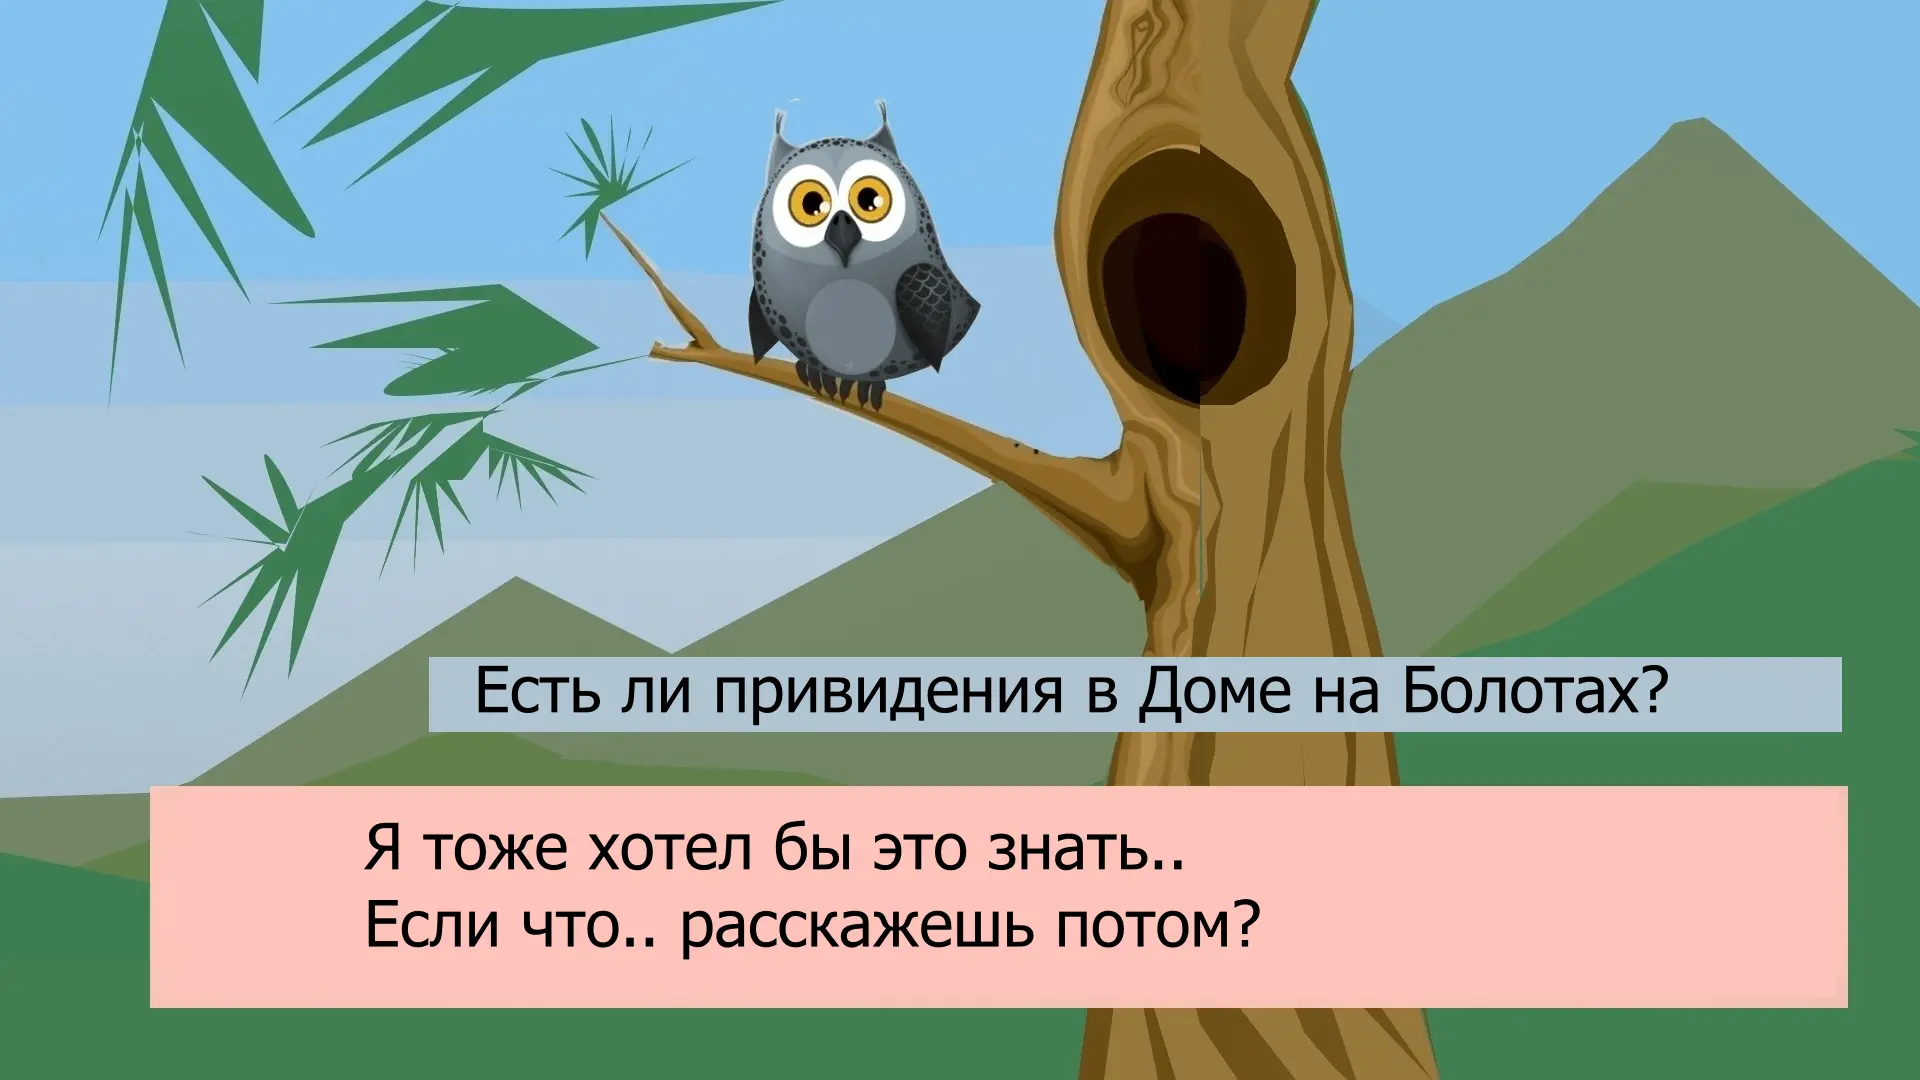 Есть ли привидения в Доме на Болотах?
Я тоже хотел бы это знать..
Если что.. расскажешь потом?